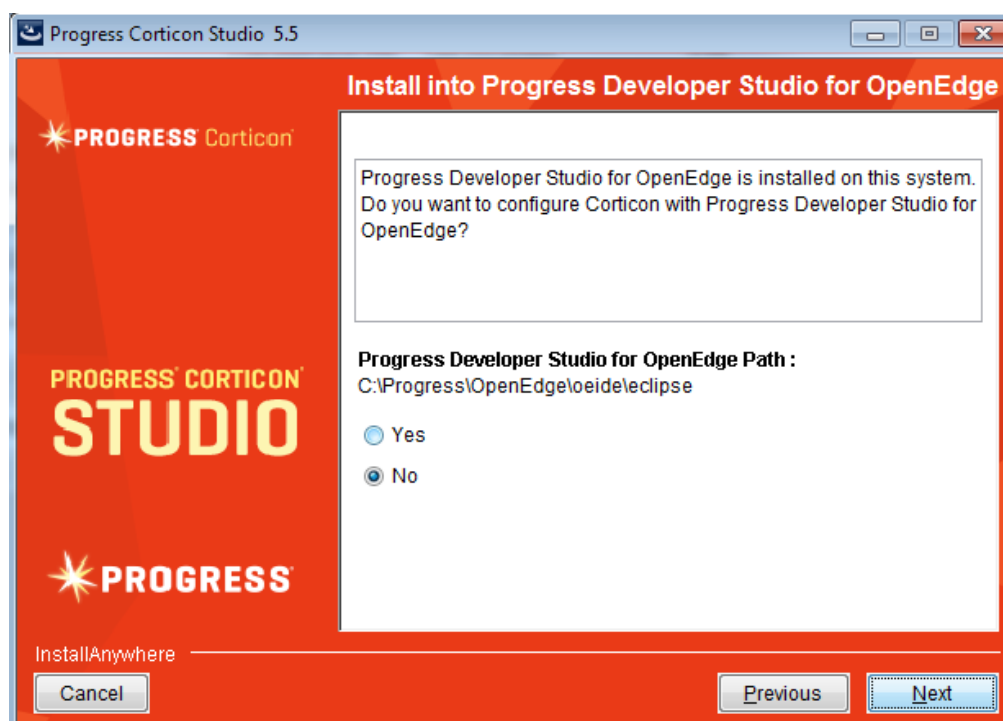 Progress Corticon Studio 5.5
Install into Progress Developer Studio for OpenEdge
PROGRESS Corticon
Progress Developer Studio for OpenEdge is installed on this system.
Do you want to configure Corticon with Progress Developer Studio for
OpenEdge?
Progress Developer Studio for OpenEdge Path :
C:\Progress\OpenEdge\oeide\eclipse
PROGRESS CORTICON
STUDIO
Yes
No
PROGRESS
InstallAnywhere
Cancel
Previous
Next